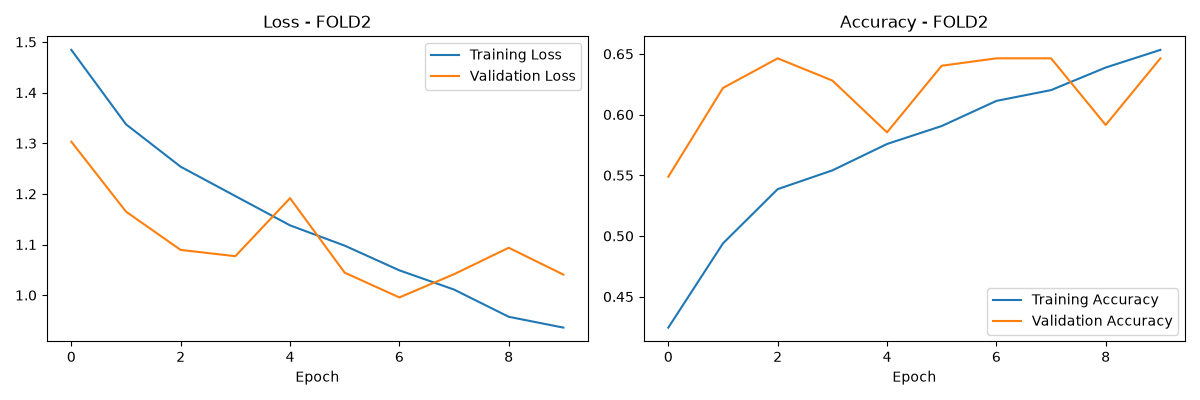 Loss - FOLD2
1.5
1.4
1.3
1.2
1.1
1.0
Training Loss
Validation Loss
0 2 4 6 8
Epoch
Accuracy - FOLD2
0.65
0.60
0.55
0.50
0.45
Training Accuracy
Validation Accuracy
0 2 4 6 8
Epoch